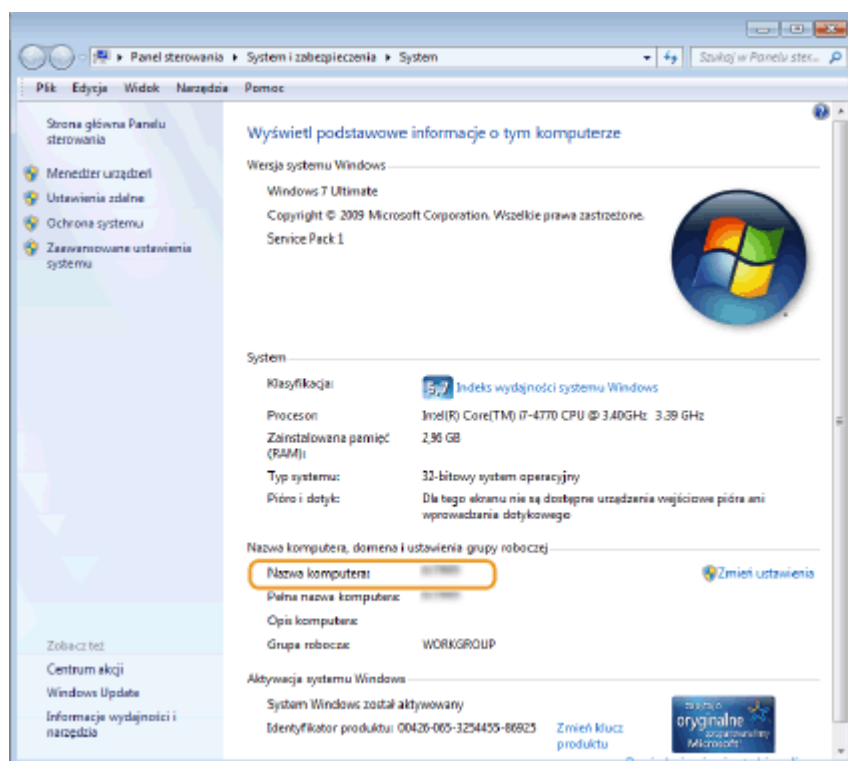 Panel sterowania ▸ System i zabezpieczenia ▸ System
Szukaj w Panelu ster...
Plik Edycja Widok Narzędzia Pomoc
Strona główna Panelu
sterowania
Menedżer urządzeń
Ustawienia zdalne
Ochrona systemu
Zaawansowane ustawienia
systemu
Wyświetl podstawowe informacje o tym komputerze
Wersja systemu Windows
Windows 7 Ultimate
Copyright © 2009 Microsoft Corporation. Wszelkie prawa zastrzeżone.
Service Pack 1
System
Klasyfikacja:
5,7 Indeks wydajności systemu Windows
Procesor: Intel(R) Core(TM) i7-4770 CPU @ 3.40GHz 3.39 GHz
Zainstalowana pamięć 2,96 GB
(RAM):
Typ systemu: 32-bitowy system operacyjny
Pióro i dotyk: Dla tego ekranu nie są dostępne urządzenia wejściowe pióra ani
wprowadzania dotykowego
Nazwa komputera, domena i ustawienia grupy roboczej
Nazwa komputera:
Zmień ustawienia
Pełna nazwa komputera:
Opis komputera:
Grupa robocza: WORKGROUP
Aktywacja systemu Windows
System Windows został aktywowany
Identyfikator produktu: 00426-065-3254455-86925
Zmień klucz
produktu
oryginalne
Microsoft
Zobacz też
Centrum akcji
Windows Update
Informacje wydajności i
narzędzia